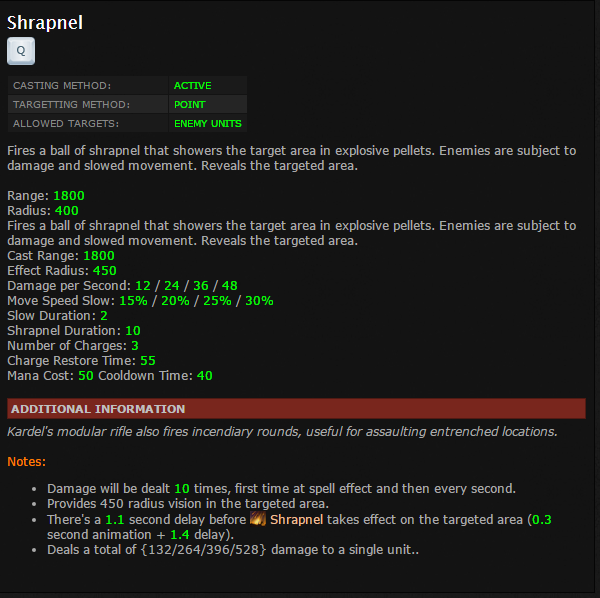 Shrapnel
Q
CASTING METHOD: ACTIVE
TARGETTING METHOD: POINT
ALLOWED TARGETS: ENEMY UNITS
Fires a ball of shrapnel that showers the target area in explosive pellets. Enemies are subject to
damage and slowed movement. Reveals the targeted area.
Range: 1800
Radius: 400
Fires a ball of shrapnel that showers the target area in explosive pellets. Enemies are subject to
damage and slowed movement. Reveals the targeted area.
Cast Range: 1800
Effect Radius: 450
Damage per Second: 12 / 24 / 36 / 48
Move Speed Slow: 15% / 20% / 25% / 30%
Slow Duration: 2
Shrapnel Duration: 10
Number of Charges: 3
Charge Restore Time: 55
Mana Cost: 50 Cooldown Time: 40
ADDITIONAL INFORMATION
Kardel's modular rifle also fires incendiary rounds, useful for assaulting entrenched locations.
Notes:
• Damage will be dealt 10 times, first time at spell effect and then every second.
• Provides 450 radius vision in the targeted area.
• There's a 1.1 second delay before Shrapnel takes effect on the targeted area (0.3
second animation + 1.4 delay).
• Deals a total of {132/264/396/528} damage to a single unit..